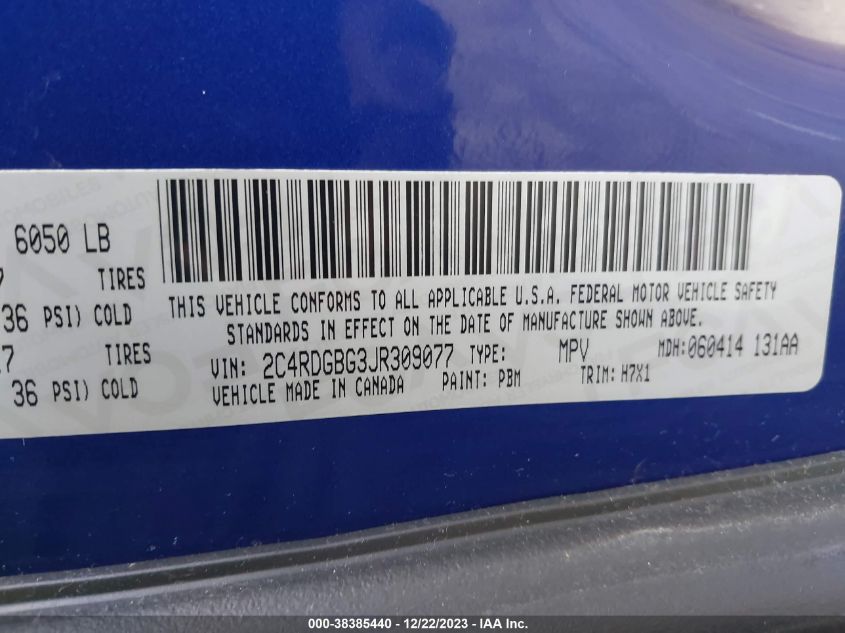 6050 LB
7 TIRES
36 PSI) COLD
7 TIRES
36 PSI) COLD
THIS VEHICLE CONFORMS TO ALL APPLICABLE U.S.A. FEDERAL MOTOR VEHICLE SAFETY
STANDARDS IN EFFECT ON THE DATE OF MANUFACTURE SHOWN ABOVE.
VIN: 2C4RDGBG3JR309077 TYPE: MPV MDH:060414 131AA
VEHICLE MADE IN CANADA PAINT: PBM TRIM: H7X1
000-38385440 - 12/22/2023 - IAA Inc.